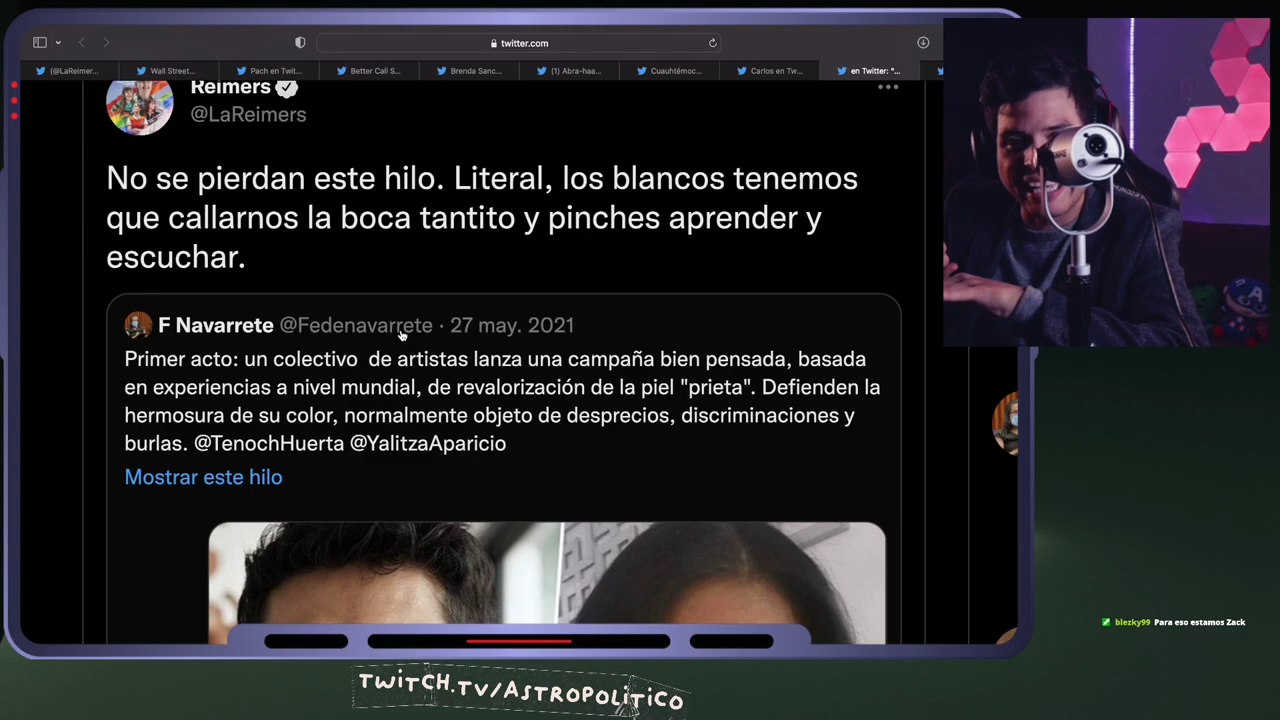 twitter.com
(@LaReimer...
Wall Street...
Pach en Twit...
Better Call S...
Brenda Sanc...
(1) Abra-haa...
Cuauhtémoc...
Carlos en Tw...
en Twitter: "...
Reimers
@LaReimers
No se pierdan este hilo. Literal, los blancos tenemos
que callarnos la boca tantito y pinches aprender y
escuchar.
F Navarrete @Fedenavarrete · 27 may. 2021
Primer acto: un colectivo de artistas lanza una campaña bien pensada, basada
en experiencias a nivel mundial, de revalorización de la piel "prieta". Defienden la
hermosura de su color, normalmente objeto de desprecios, discriminaciones y
burlas. @TenochHuerta @YalitzaAparicio
Mostrar este hilo
blezky99 Para eso estamos Zack
TWiTCH.TV/ASTROPOLiTiCO